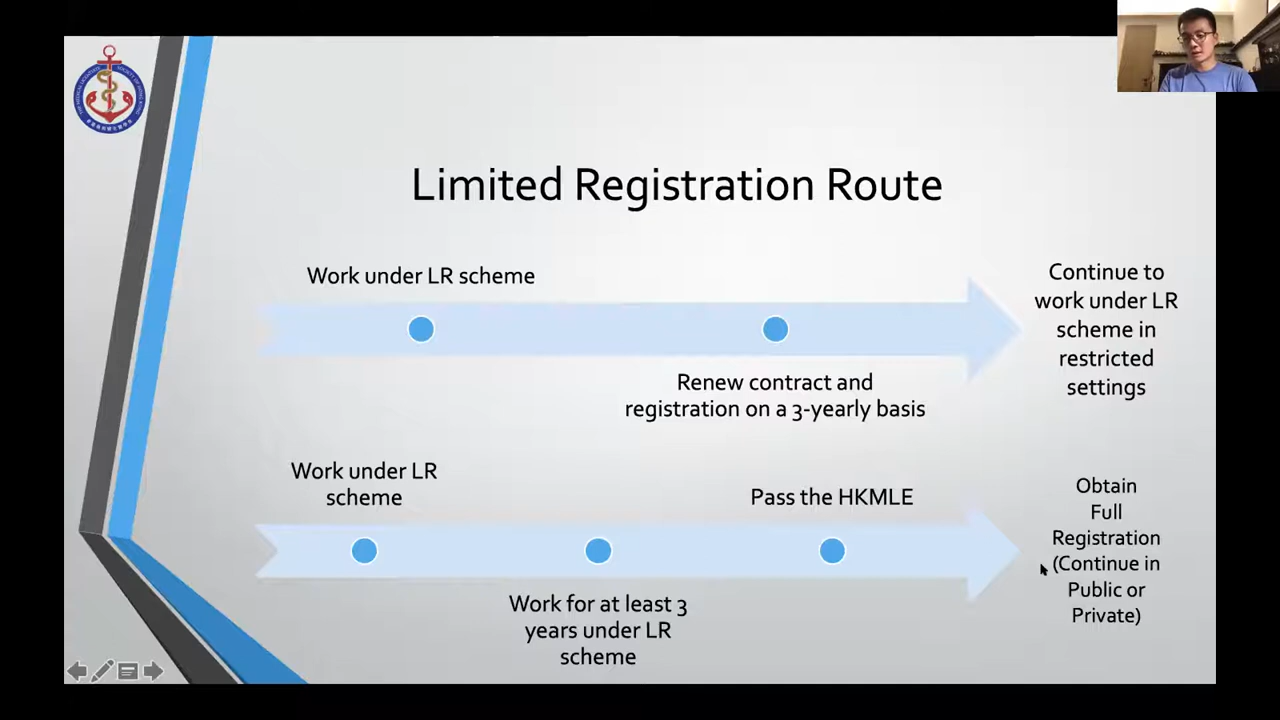 Limited Registration Route
Work under LR scheme
Renew contract and
registration on a 3-yearly basis
Continue to
work under LR
scheme in
restricted
settings
Work under LR
scheme
Work for at least 3
years under LR
scheme
Pass the HKMLE
Obtain
Full
Registration
(Continue in
Public or
Private)